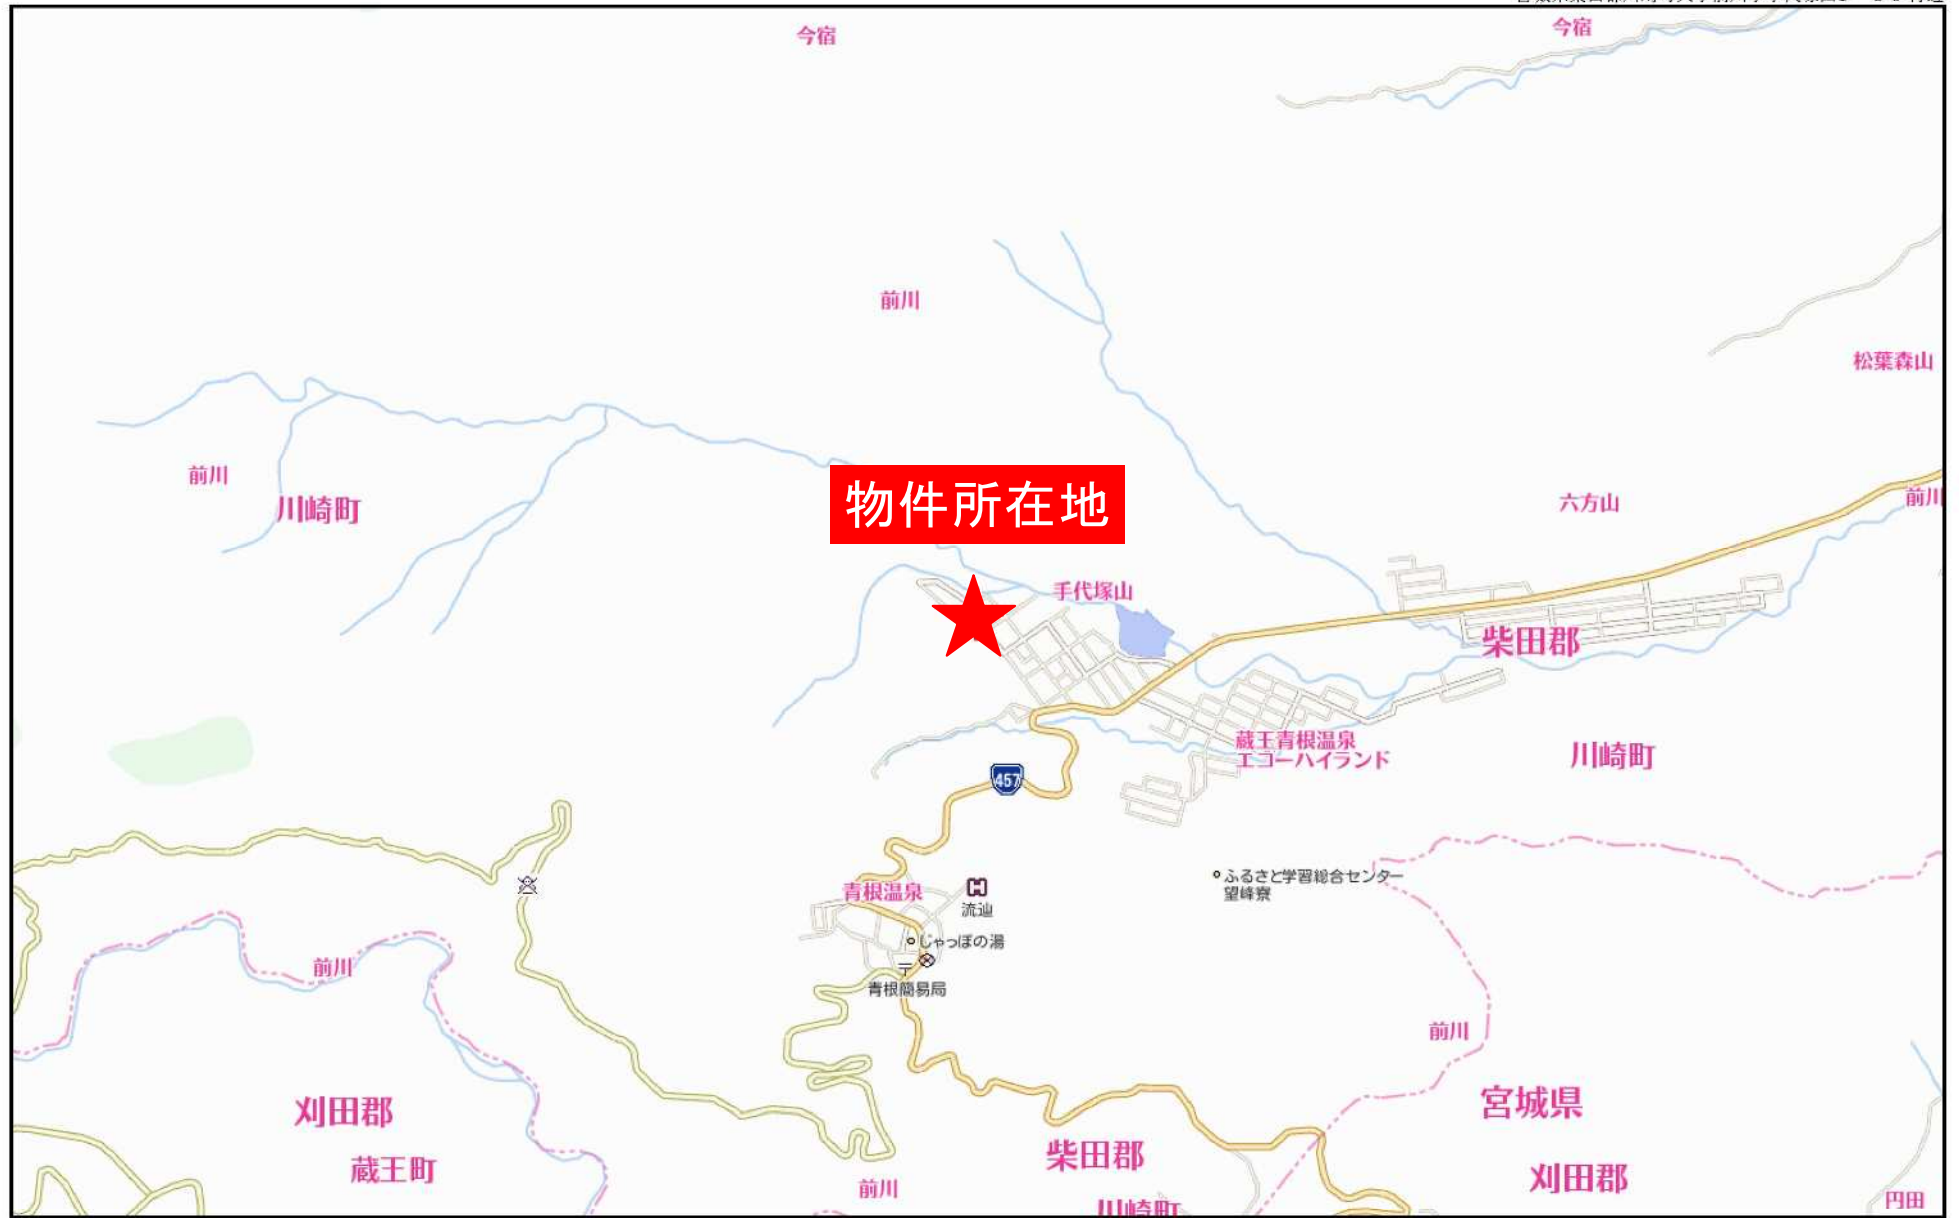 今宿
今宿
前川
松葉森山
前川
川崎町
物件所在地
六方山
前川
手代塚山
柴田郡
蔵王青根温泉
エコーハイランド
川崎町
457
青根温泉
流辿
ふるさと学習総合センター
望峰寮
じゃっぽの湯
前川
青根簡易局
前川
刈田郡
宮城県
柴田郡
蔵王町
刈田郡
前川
川崎町
円田